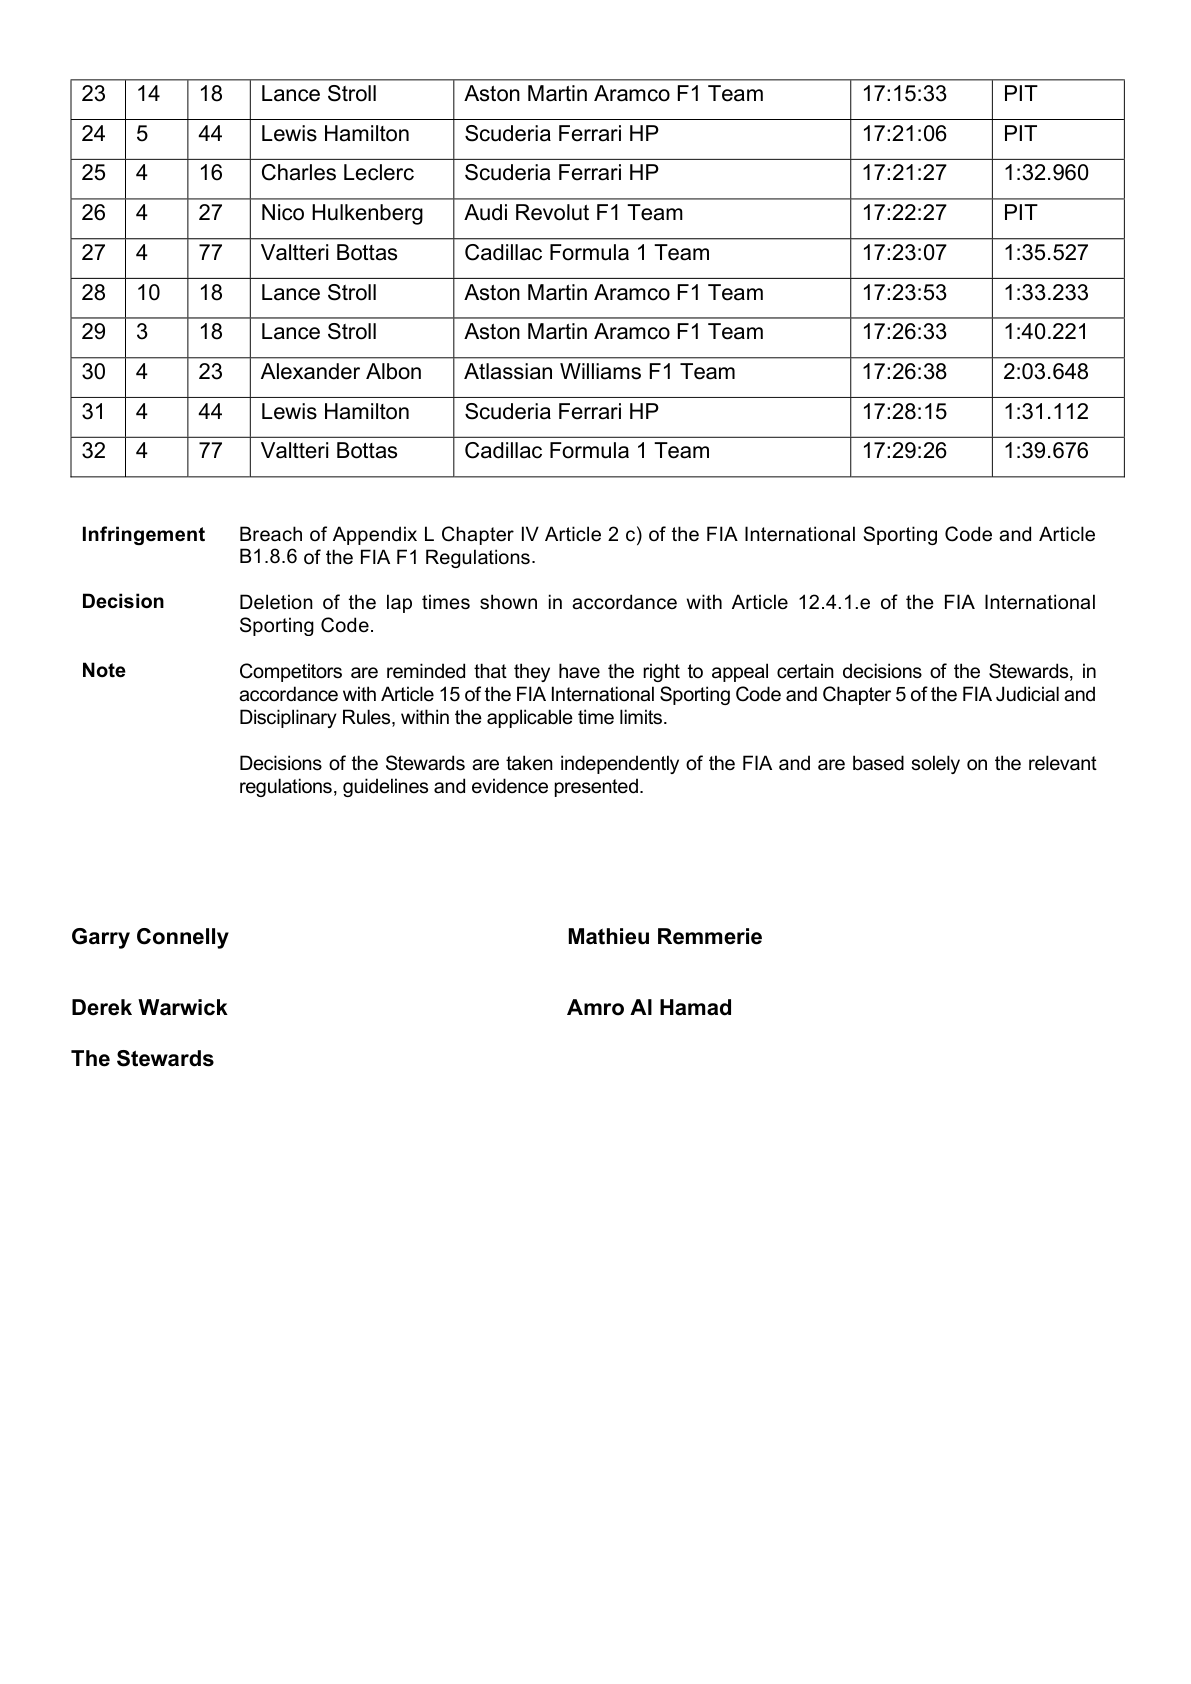 23 14 18 Lance Stroll Aston Martin Aramco F1 Team 17:15:33 PIT
24 5 44 Lewis Hamilton Scuderia Ferrari HP 17:21:06 PIT
25 4 16 Charles Leclerc Scuderia Ferrari HP 17:21:27 1:32.960
26 4 27 Nico Hulkenberg Audi Revolut F1 Team 17:22:27 PIT
27 4 77 Valtteri Bottas Cadillac Formula 1 Team 17:23:07 1:35.527
28 10 18 Lance Stroll Aston Martin Aramco F1 Team 17:23:53 1:33.233
29 3 18 Lance Stroll Aston Martin Aramco F1 Team 17:26:33 1:40.221
30 4 23 Alexander Albon Atlassian Williams F1 Team 17:26:38 2:03.648
31 4 44 Lewis Hamilton Scuderia Ferrari HP 17:28:15 1:31.112
32 4 77 Valtteri Bottas Cadillac Formula 1 Team 17:29:26 1:39.676
Infringement Breach of Appendix L Chapter IV Article 2 c) of the FIA International Sporting Code and Article
B1.8.6 of the FIA F1 Regulations.
Decision Deletion of the lap times shown in accordance with Article 12.4.1.e of the FIA International
Sporting Code.
Note Competitors are reminded that they have the right to appeal certain decisions of the Stewards, in
accordance with Article 15 of the FIA International Sporting Code and Chapter 5 of the FIA Judicial and
Disciplinary Rules, within the applicable time limits.
Decisions of the Stewards are taken independently of the FIA and are based solely on the relevant
regulations, guidelines and evidence presented.
Garry Connelly Mathieu Remmerie
Derek Warwick Amro Al Hamad
The Stewards